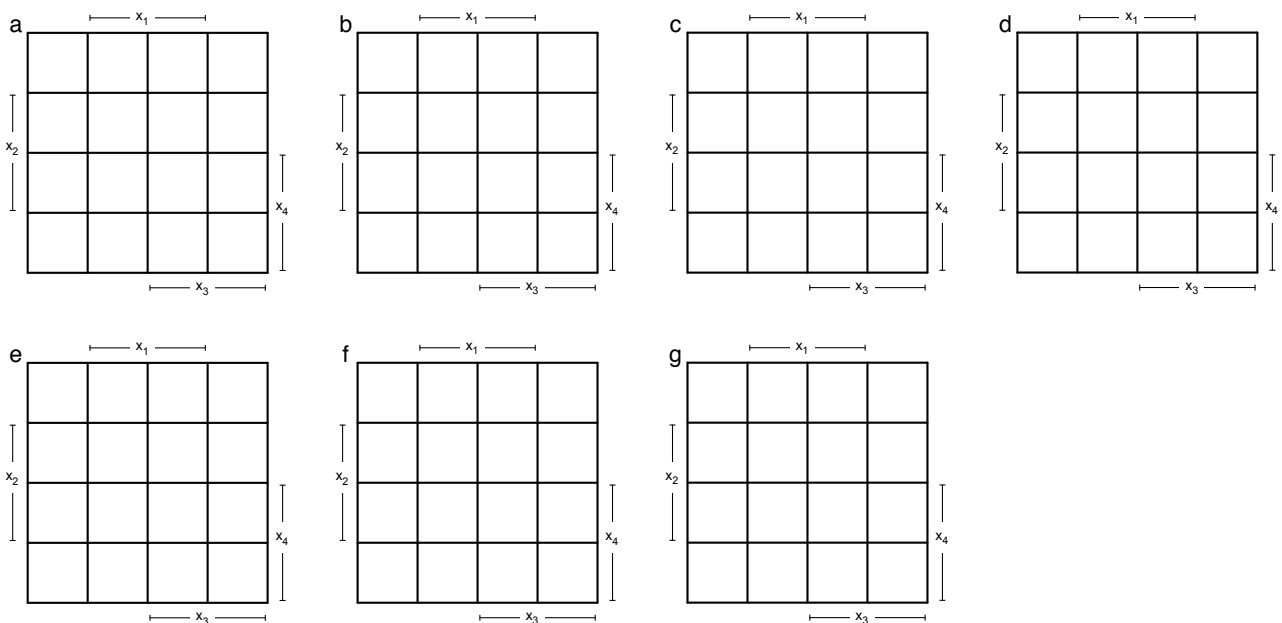 a x₁ b x₁ c x₁ d x₁
x₂ x₂ x₂ x₂
x₄ x₄ x₄ x₄
x₃ x₃ x₃ x₃
e x₁ f x₁ g x₁
x₂ x₂ x₂
x₄ x₄ x₄
x₃ x₃ x₃